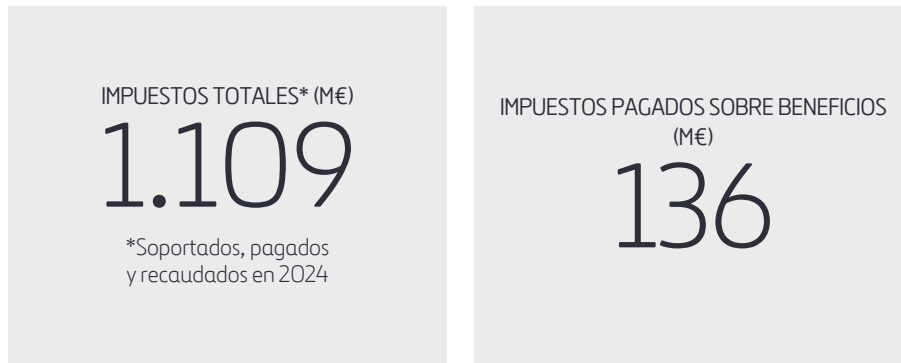 IMPUESTOS TOTALES* (M€)
1.109
*Soportados, pagados
y recaudados en 2024
IMPUESTOS PAGADOS SOBRE BENEFICIOS
(M€)
136